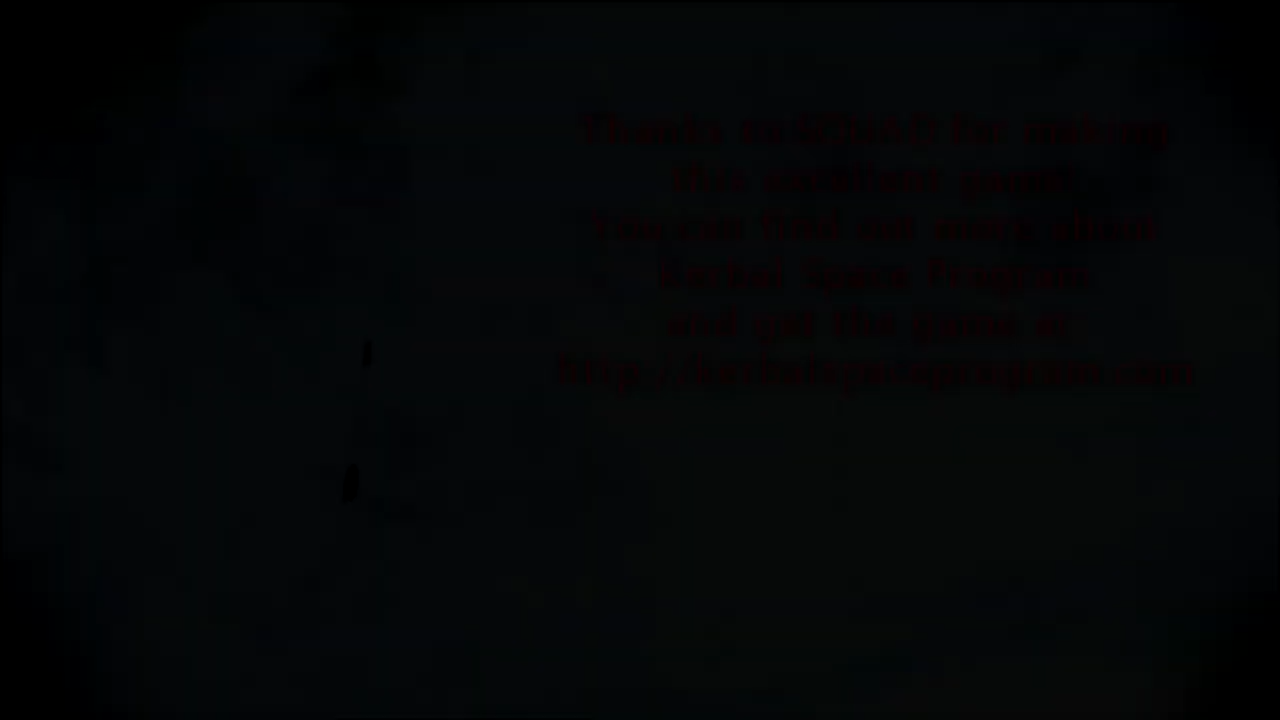 Thanks to for making
this excellent game!
You can find out more about
Kerbal Space Program
and get the game at
http://kerbalspaceprogram.com